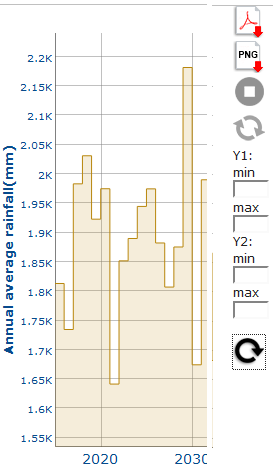 Annual average rainfall(mm)
2.2K
2.15K
2.1K
2.05K
2K
1.95K
1.9K
1.85K
1.8K
1.75K
1.7K
1.65K
1.6K
1.55K
2020
2030
PNG
Y1:
min
max
Y2:
min
max